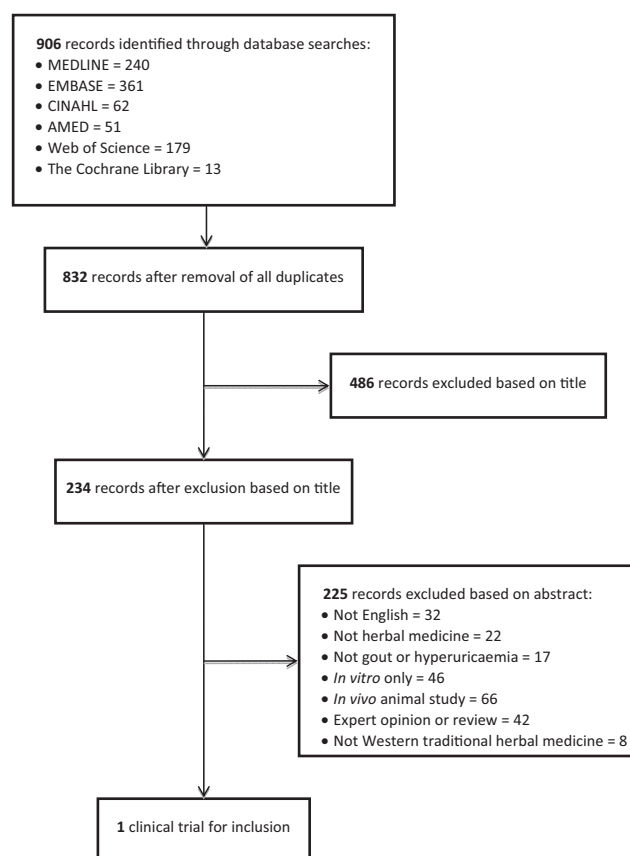 906 records identified through database searches:
• MEDLINE = 240
• EMBASE = 361
• CINAHL = 62
• AMED = 51
• Web of Science = 179
• The Cochrane Library = 13
832 records after removal of all duplicates
486 records excluded based on title
234 records after exclusion based on title
225 records excluded based on abstract:
• Not English = 32
• Not herbal medicine = 22
• Not gout or hyperuricaemia = 17
• In vitro only = 46
• In vivo animal study = 66
• Expert opinion or review = 42
• Not Western traditional herbal medicine = 8
1 clinical trial for inclusion